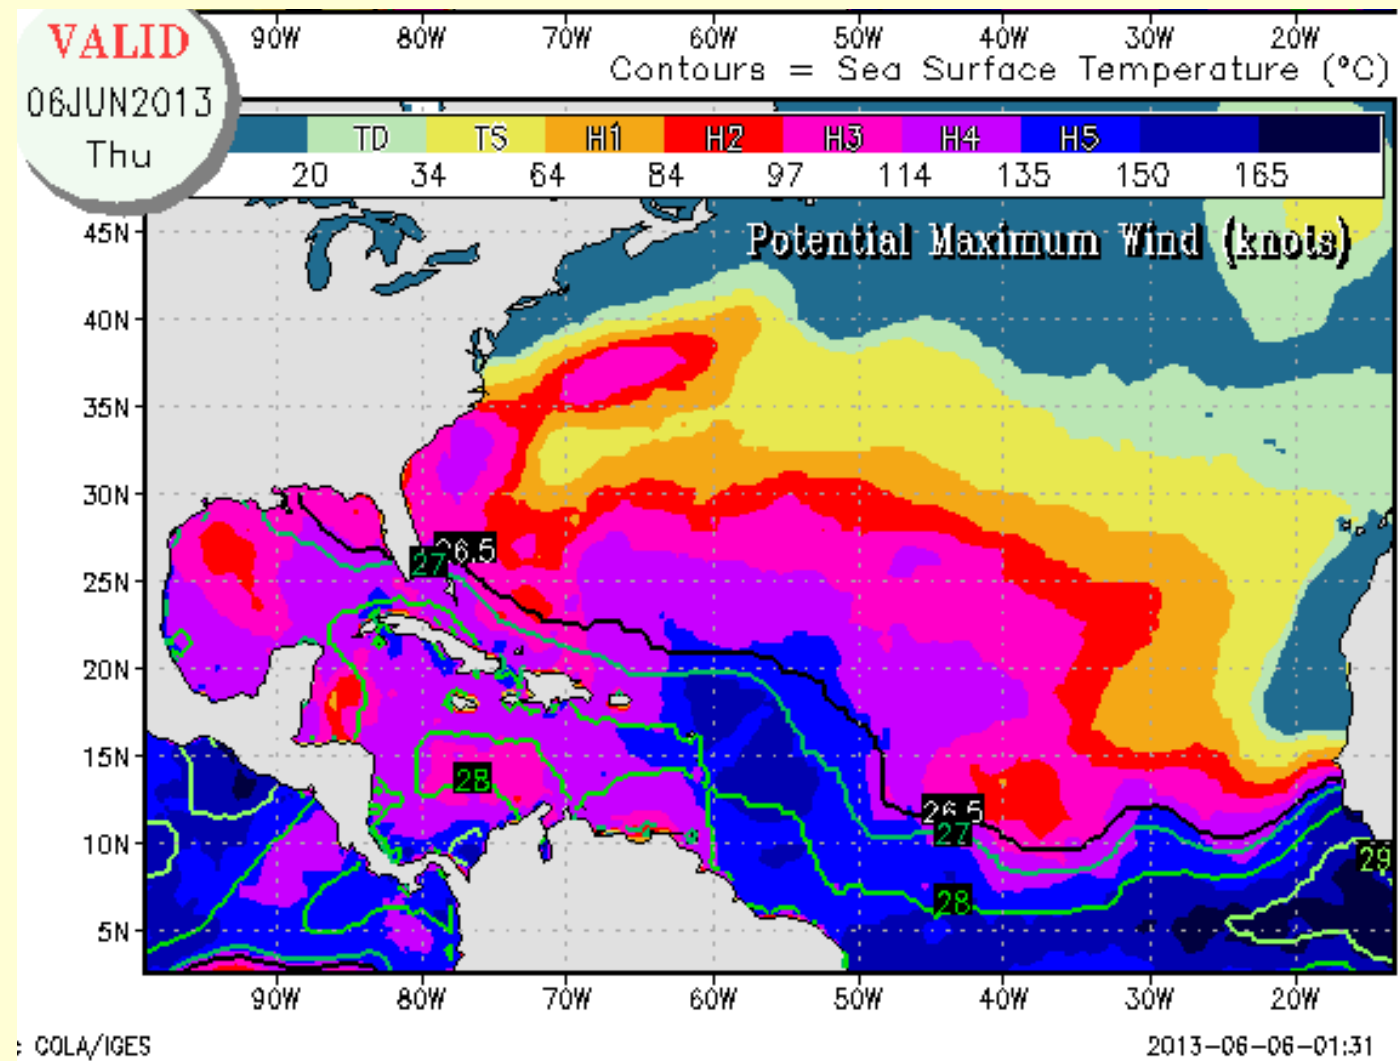 VALID
06JUN2013
Thu
90W 80W 70W 60W 50W 40W 30W 20W
Contours = Sea Surface Temperature (°C)
TD TS H1 H2 H3 H4 H5
20 34 64 84 97 114 135 150 165
Potential Maximum Wind (knots)
45N
40N
35N
30N
26.5
27
25N
20N
15N
28
26.5
27
10N
29
28
5N
90W 80W 70W 60W 50W 40W 30W 20W
COLA/IGES
2013-06-06-01:31